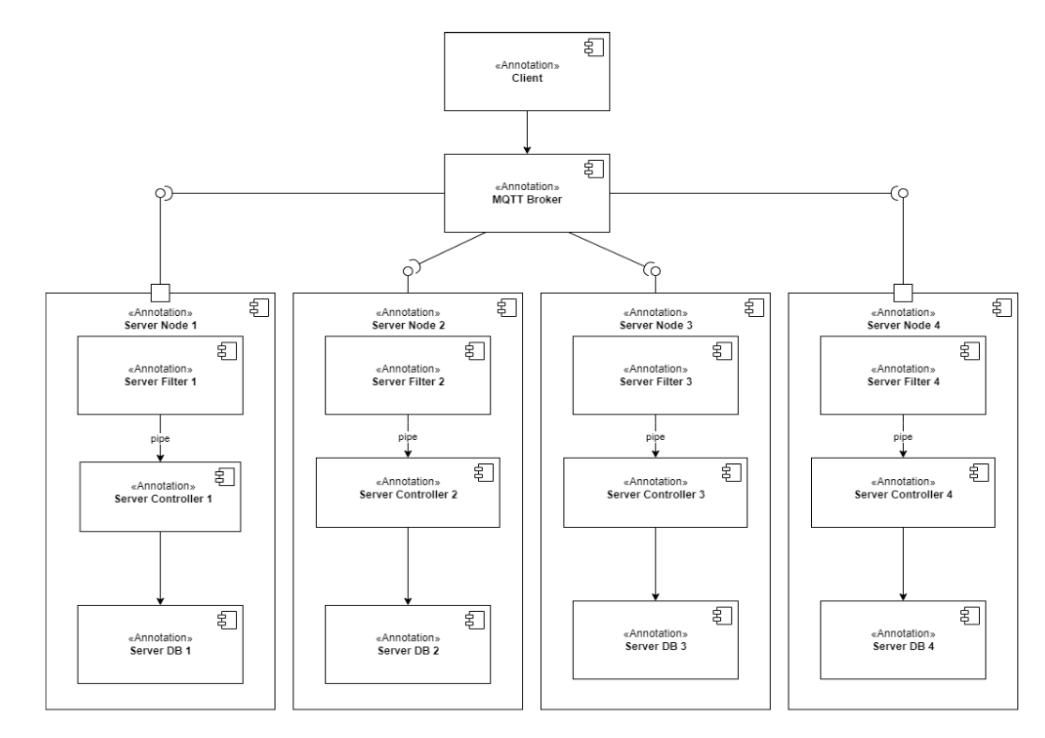 «Annotation»
Client
«Annotation»
MQTT Broker
«Annotation»
Server Node 1
«Annotation»
Server Node 2
«Annotation»
Server Node 3
«Annotation»
Server Node 4
«Annotation»
Server Filter 1
«Annotation»
Server Filter 2
«Annotation»
Server Filter 3
«Annotation»
Server Filter 4
pipe
pipe
pipe
pipe
«Annotation»
Server Controller 1
«Annotation»
Server Controller 2
«Annotation»
Server Controller 3
«Annotation»
Server Controller 4
«Annotation»
Server DB 1
«Annotation»
Server DB 2
«Annotation»
Server DB 3
«Annotation»
Server DB 4